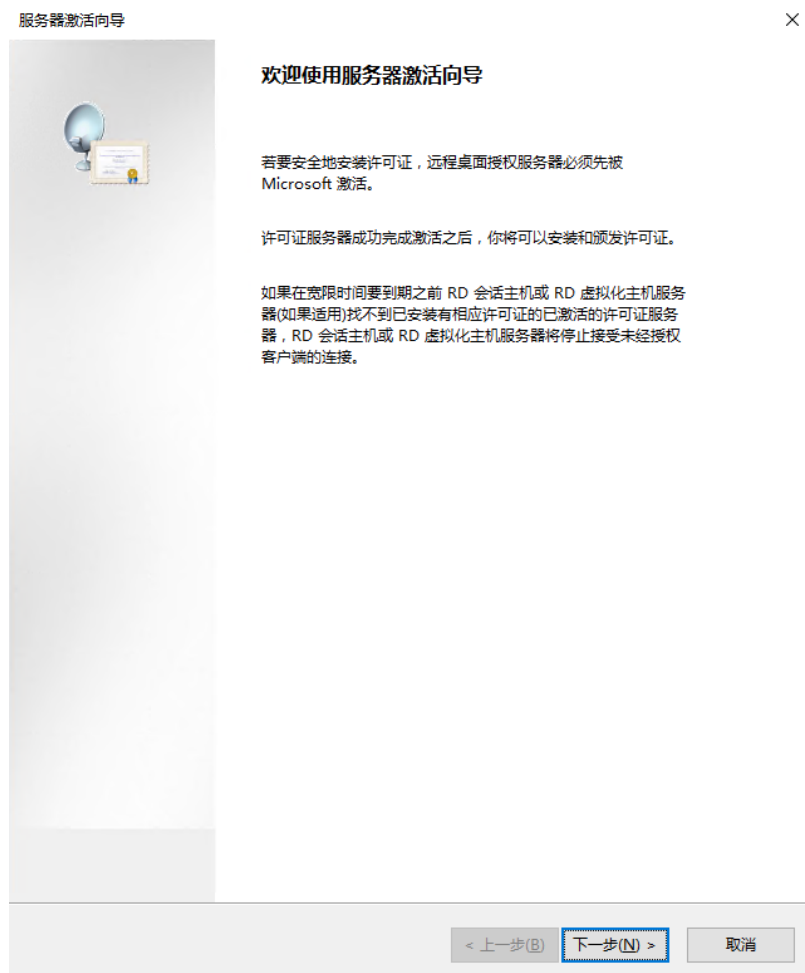 服务器激活向导
欢迎使用服务器激活向导
若要安全地安装许可证，远程桌面授权服务器必须先被
Microsoft 激活。
许可证服务器成功完成激活之后，你将可以安装和颁发许可证。
如果在宽限时间要到期之前 RD 会话主机或 RD 虚拟化主机服务
器(如果适用)找不到已安装有相应许可证的已激活的许可证服务
器，RD 会话主机或 RD 虚拟化主机服务器将停止接受未经授权
客户端的连接。
< 上一步(B) 下一步(N) > 取消